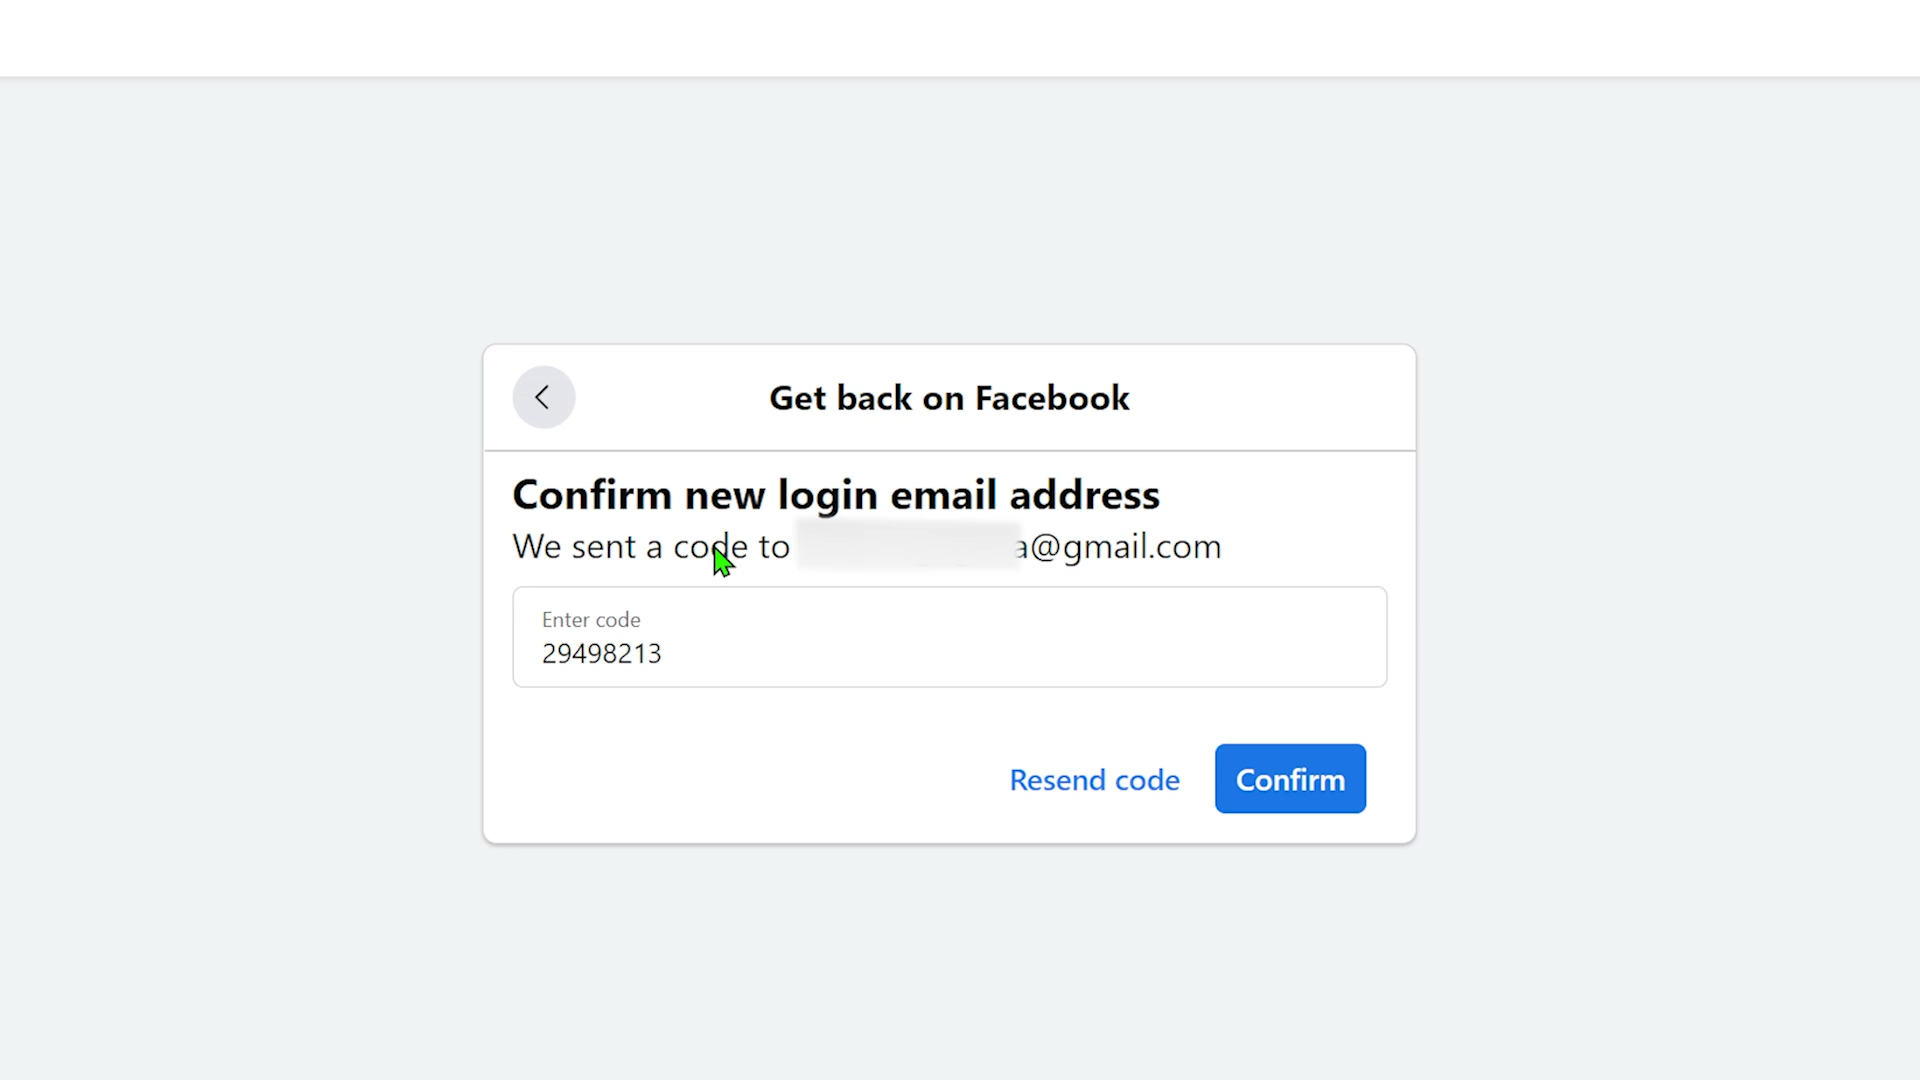 Get back on Facebook
Confirm new login email address
We sent a code to a@gmail.com
Enter code
29498213
Resend code
Confirm